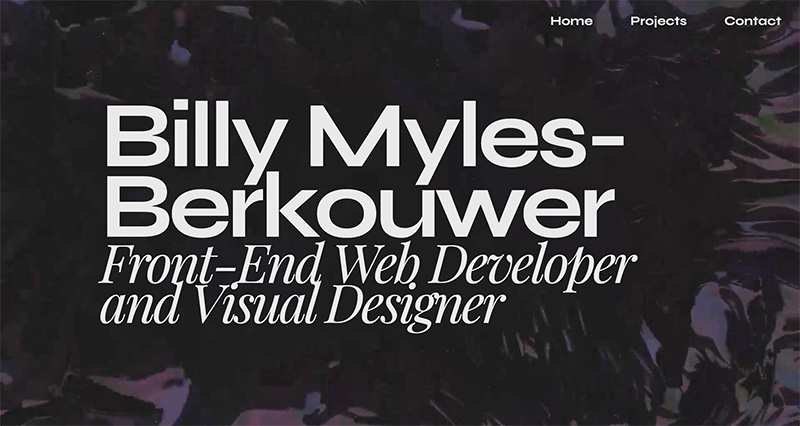 Home Projects Contact
Billy Myles-
Berkouwer
Front-End Web Developer
and Visual Designer